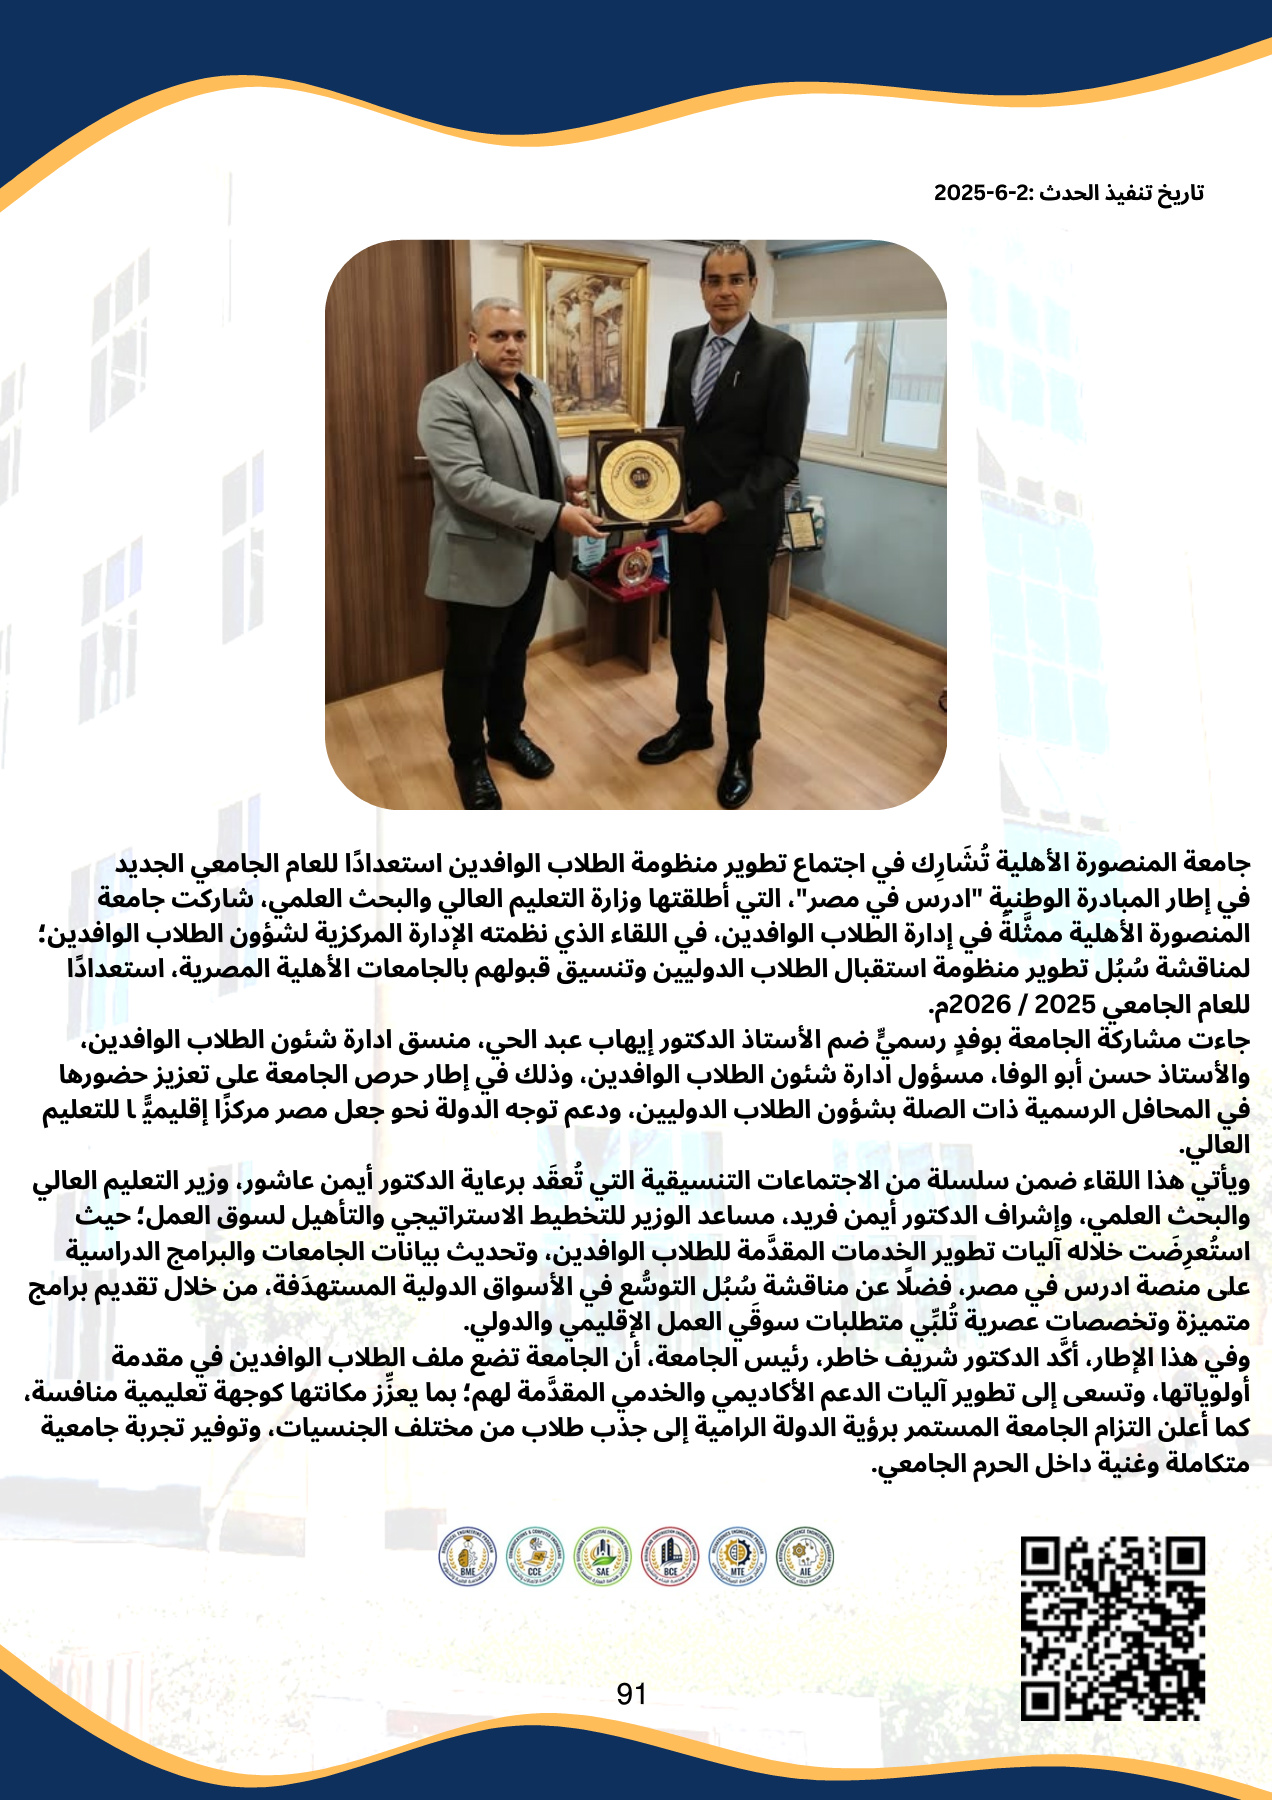 تاريخ تنفيذ الحدث :2-6-2025
جامعة المنصورة الأهلية تُشَارِك في اجتماع تطوير منظومة الطلاب الوافدين استعدادًا للعام الجامعي الجديد
في إطار المبادرة الوطنية "ادرس في مصر"، التي أطلقتها وزارة التعليم العالي والبحث العلمي، شاركت جامعة
المنصورة الأهلية ممثَّلةً في إدارة الطلاب الوافدين، في اللقاء الذي نظمته الإدارة المركزية لشؤون الطلاب الوافدين؛
لمناقشة سُبُل تطوير منظومة استقبال الطلاب الدوليين وتنسيق قبولهم بالجامعات الأهلية المصرية، استعدادًا
للعام الجامعي 2025 / 2026م.
جاءت مشاركة الجامعة بوفدٍ رسميٍّ ضم الأستاذ الدكتور إيهاب عبد الحي، منسق ادارة شئون الطلاب الوافدين،
والأستاذ حسن أبو الوفا، مسؤول ادارة شئون الطلاب الوافدين، وذلك في إطار حرص الجامعة على تعزيز حضورها
في المحافل الرسمية ذات الصلة بشؤون الطلاب الدوليين، ودعم توجه الدولة نحو جعل مصر مركزًا إقليميًّ ا للتعليم
العالي.
ويأتي هذا اللقاء ضمن سلسلة من الاجتماعات التنسيقية التي تُعقَد برعاية الدكتور أيمن عاشور، وزير التعليم العالي
والبحث العلمي، وإشراف الدكتور أيمن فريد، مساعد الوزير للتخطيط الاستراتيجي والتأهيل لسوق العمل؛ حيث
استُعرِضَت خلاله آليات تطوير الخدمات المقدَّمة للطلاب الوافدين، وتحديث بيانات الجامعات والبرامج الدراسية
على منصة ادرس في مصر، فضلًا عن مناقشة سُبُل التوسُّع في الأسواق الدولية المستهدَفة، من خلال تقديم برامج
متميزة وتخصصات عصرية تُلبِّي متطلبات سوقَي العمل الإقليمي والدولي.
وفي هذا الإطار، أكَّد الدكتور شريف خاطر، رئيس الجامعة، أن الجامعة تضع ملف الطلاب الوافدين في مقدمة
أولوياتها، وتسعى إلى تطوير آليات الدعم الأكاديمي والخدمي المقدَّمة لهم؛ بما يعزِّز مكانتها كوجهة تعليمية منافسة،
كما أعلن التزام الجامعة المستمر برؤية الدولة الرامية إلى جذب طلاب من مختلف الجنسيات، وتوفير تجربة جامعية
متكاملة وغنية داخل الحرم الجامعي.
BME CCE SAE BCE MTE AIE
91